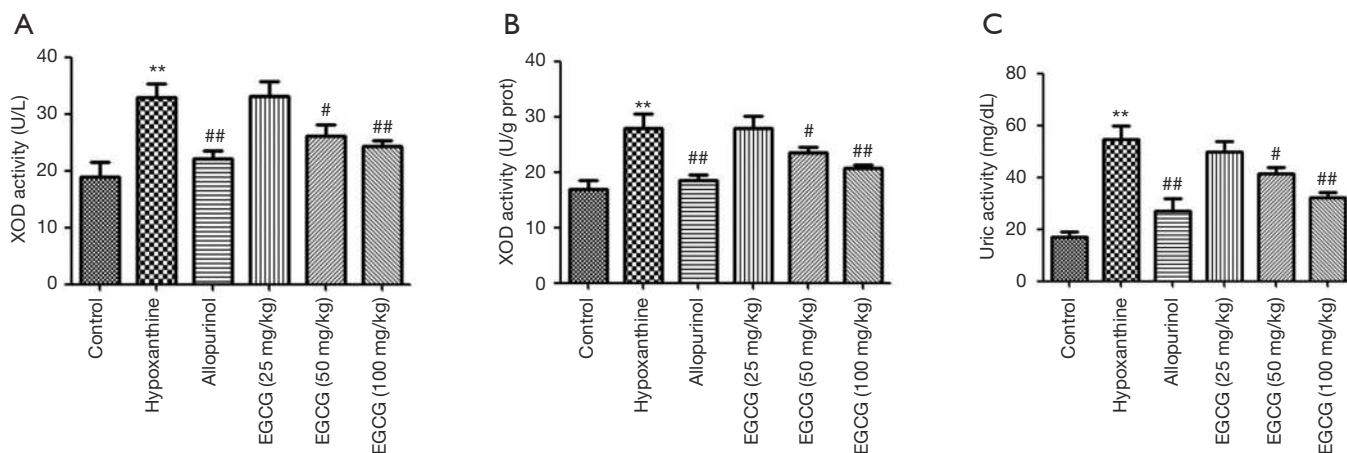 A
XOD activity (U/L)
40
30
20
10
0
**
##
#
##
Control
Hypoxanthine
Allopurinol
EGCG (25 mg/kg)
EGCG (50 mg/kg)
EGCG (100 mg/kg)
B
XOD activity (U/g prot)
40
30
20
10
0
**
##
#
##
Control
Hypoxanthine
Allopurinol
EGCG (25 mg/kg)
EGCG (50 mg/kg)
EGCG (100 mg/kg)
C
Uric activity (mg/dL)
80
60
40
20
0
**
##
#
##
Control
Hypoxanthine
Allopurinol
EGCG (25 mg/kg)
EGCG (50 mg/kg)
EGCG (100 mg/kg)